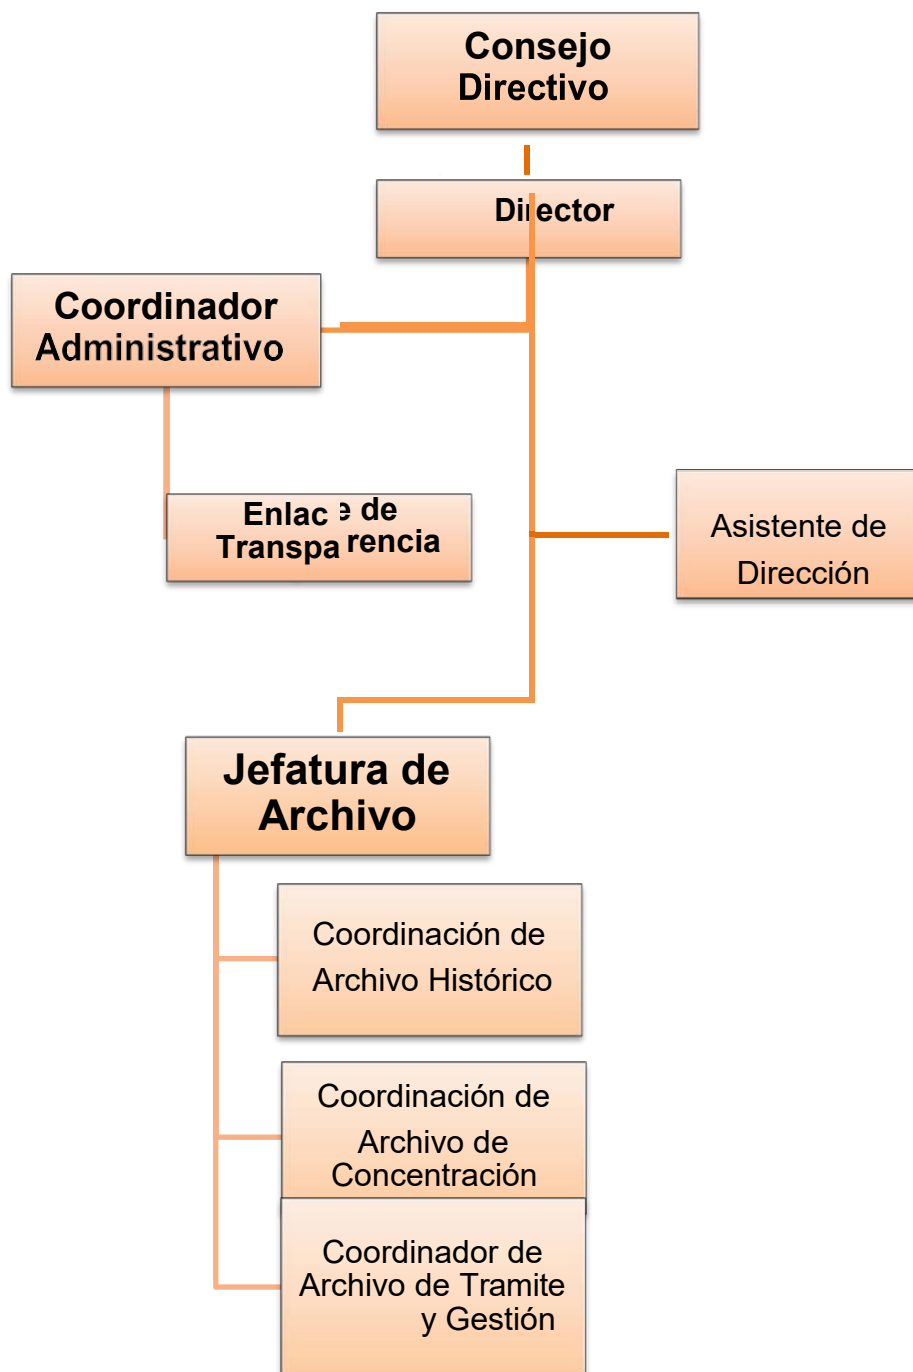 Consejo
Directivo
Director
Coordinador
Administrativo
Enlace de
Transparencia
Asistente de
Dirección
Jefatura de
Archivo
Coordinación de
Archivo Histórico
Coordinación de
Archivo de
Concentración
Coordinador de
Archivo de Tramite
y Gestión